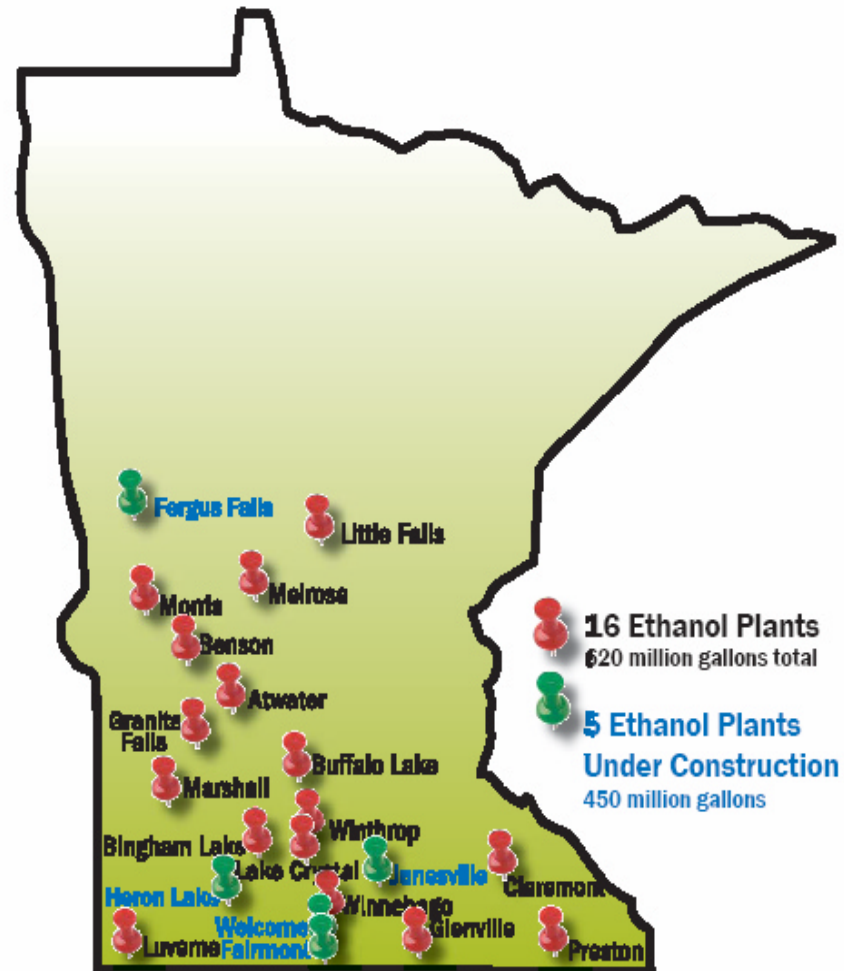 Fergus Falls
Little Falls
Melrose
Morris
Benson
Atwater
Granite
Falls
Buffalo Lake
Marshall
Winthrop
Bingham Lake
Lake Crystal
Janesville
Claremont
Heron Lake
Winnebago
Welcome
Glenville
Fairmont
Luverne
Preston
16 Ethanol Plants
620 million gallons total
5 Ethanol Plants
Under Construction
450 million gallons